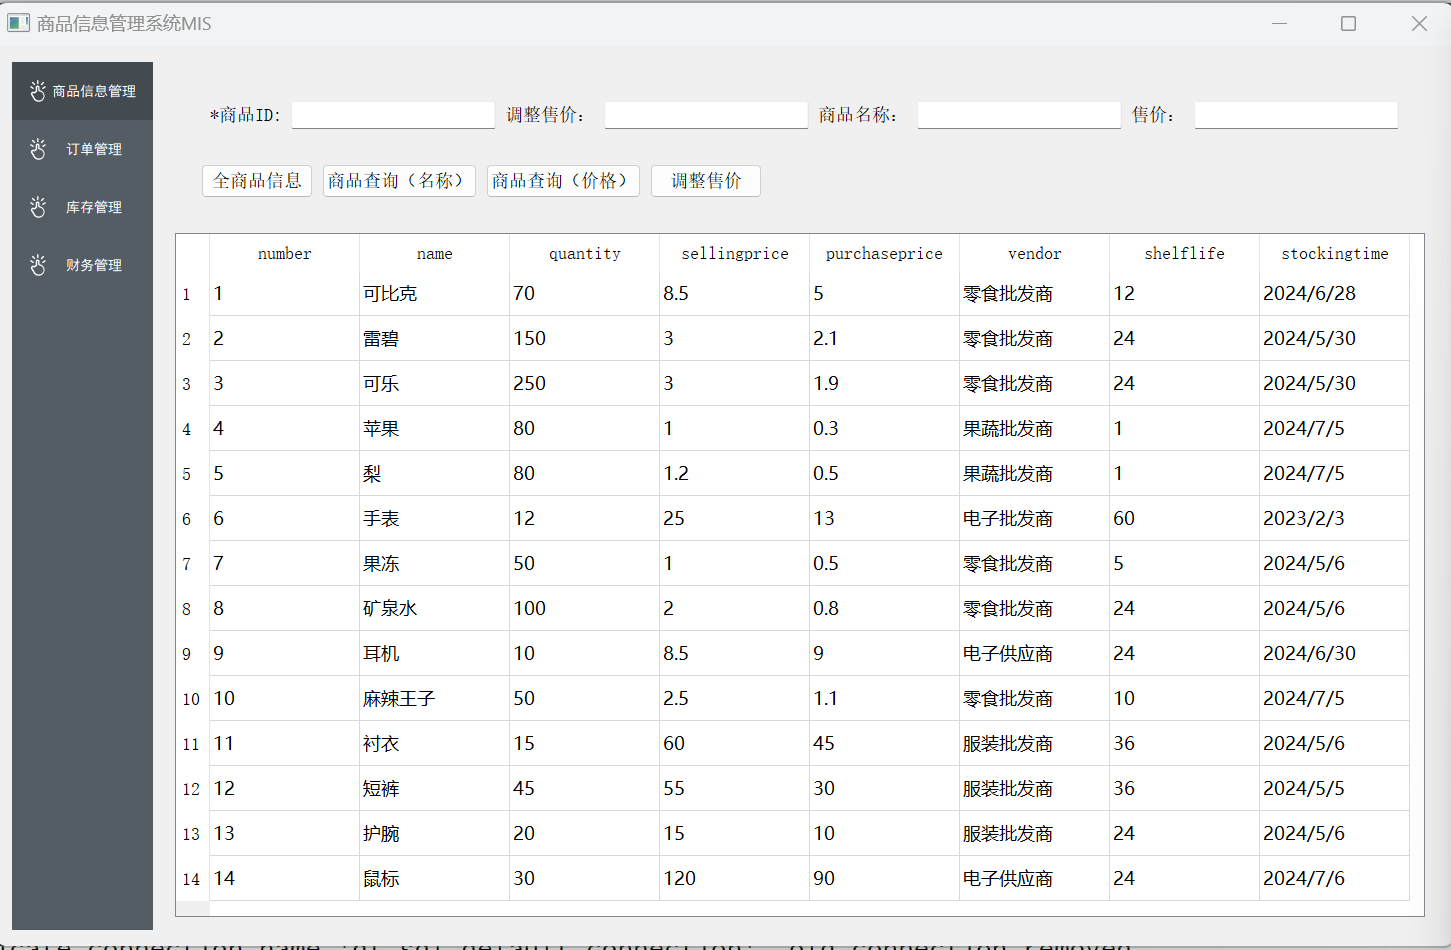 商品信息管理系统MIS
商品信息管理
订单管理
库存管理
财务管理
*商品ID: 调整售价: 商品名称: 售价:
全商品信息 商品查询（名称） 商品查询（价格） 调整售价
number name quantity sellingprice purchaseprice vendor shelflife stockingtime
1 1 可比克 70 8.5 5 零食批发商 12 2024/6/28
2 2 雷碧 150 3 2.1 零食批发商 24 2024/5/30
3 3 可乐 250 3 1.9 零食批发商 24 2024/5/30
4 4 苹果 80 1 0.3 果蔬批发商 1 2024/7/5
5 5 梨 80 1.2 0.5 果蔬批发商 1 2024/7/5
6 6 手表 12 25 13 电子批发商 60 2023/2/3
7 7 果冻 50 1 0.5 零食批发商 5 2024/5/6
8 8 矿泉水 100 2 0.8 零食批发商 24 2024/5/6
9 9 耳机 10 8.5 9 电子供应商 24 2024/6/30
10 10 麻辣王子 50 2.5 1.1 零食批发商 10 2024/7/5
11 11 衬衣 15 60 45 服装批发商 36 2024/5/6
12 12 短裤 45 55 30 服装批发商 36 2024/5/5
13 13 护腕 20 15 10 服装批发商 24 2024/5/6
14 14 鼠标 30 120 90 电子供应商 24 2024/7/6